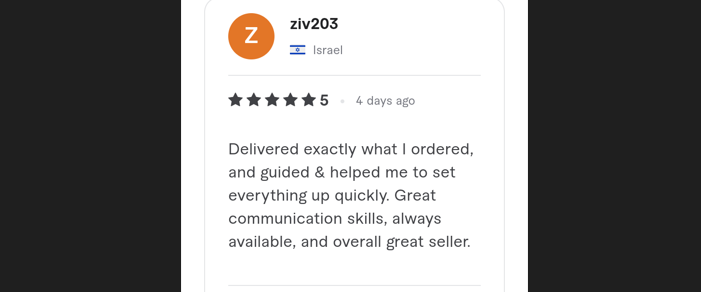 Z
ziv203
Israel
5 • 4 days ago
Delivered exactly what I ordered,
and guided & helped me to set
everything up quickly. Great
communication skills, always
available, and overall great seller.